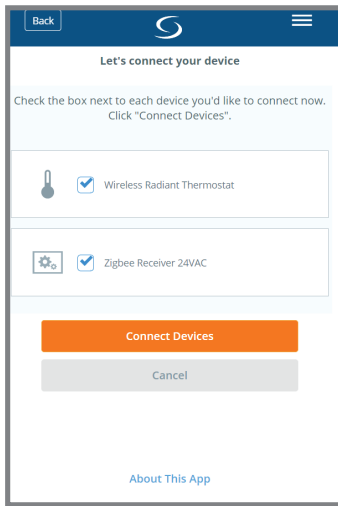 Back
Let's connect your device
Check the box next to each device you'd like to connect now.
Click "Connect Devices".
Wireless Radiant Thermostat
Zigbee Receiver 24VAC
Connect Devices
Cancel
About This App